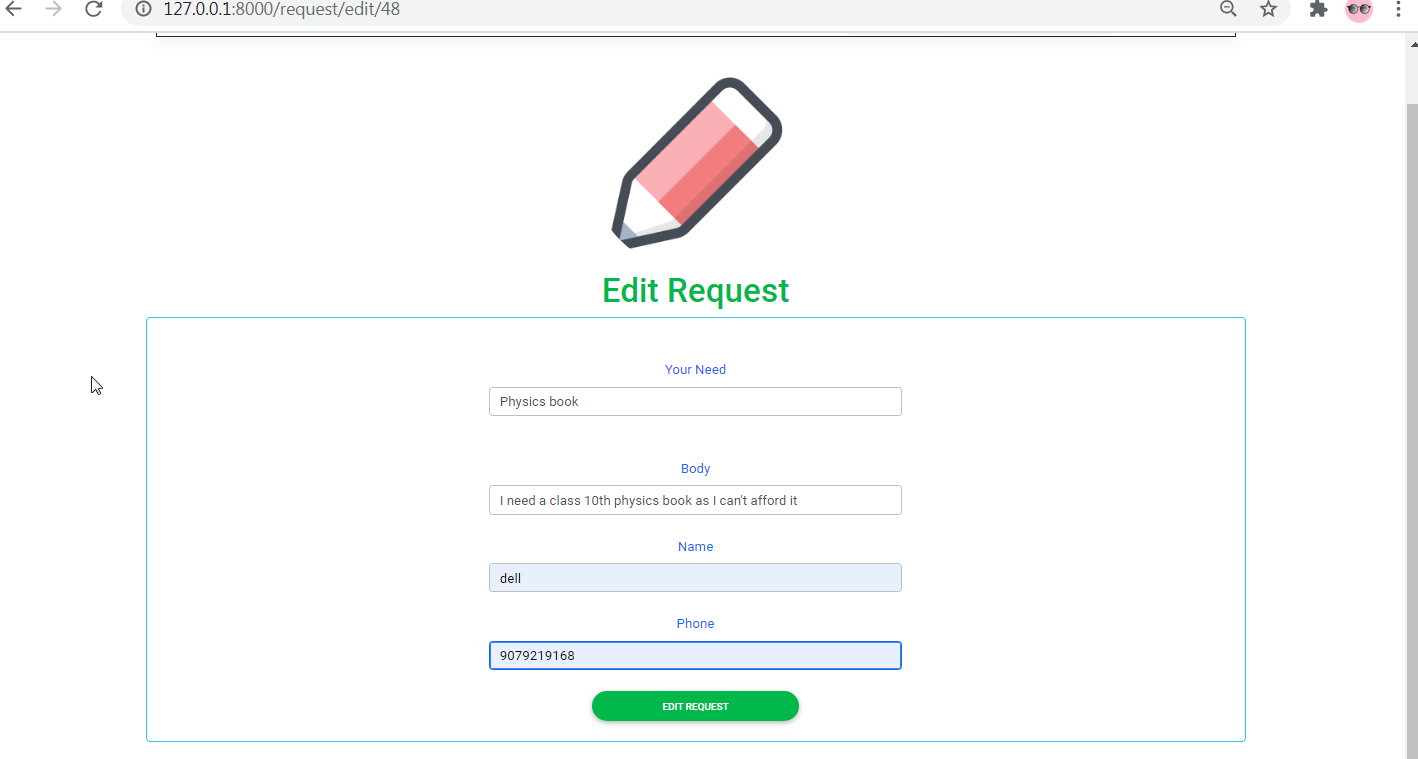 127.0.0.1:8000/request/edit/48
Edit Request
Your Need
Physics book
Body
I need a class 10th physics book as I can't afford it
Name
dell
Phone
9079219168
EDIT REQUEST